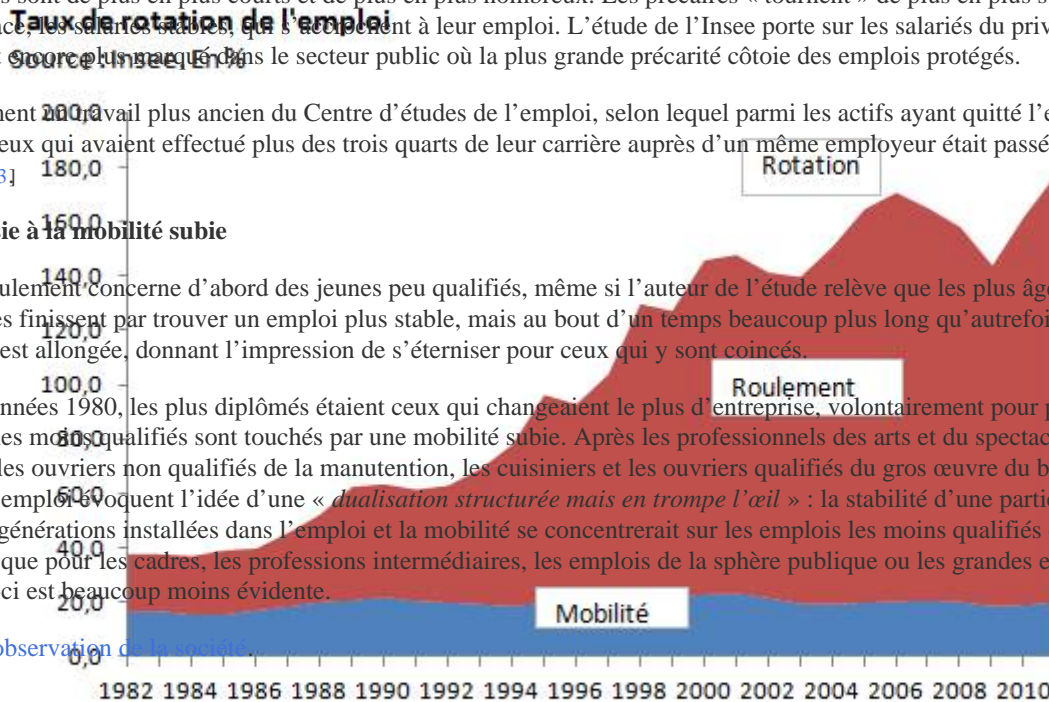 s sont de plus en plus courts et de plus en plus nombreux. Les précaires « tournent » de plus en plus
Taux de rotation de l'emploi
les salariés stables, qui s'accrochent à leur emploi. L'étude de l'Insee porte sur les salariés du
Source : Insee. En %
encore plus marqué dans le secteur public où la plus grande précarité côtoie des emplois protégés.
200,0
un travail plus ancien du Centre d'études de l'emploi, selon lequel parmi les actifs ayant quitté
eux qui avaient effectué plus des trois quarts de leur carrière auprès d'un même employeur était passé
180,0
Rotation
3]
160,0
à la mobilité subie
140,0
concerne d'abord des jeunes peu qualifiés, même si l'auteur de l'étude relève que les plus
finissent par trouver un emploi plus stable, mais au bout d'un temps beaucoup plus long
120,0
est allongée, donnant l'impression de s'éterniser pour ceux qui y sont coincés.
100,0
Roulement
années 1980, les plus diplômés étaient ceux qui changeaient le plus d'entreprise, volontairement pour
80,0
les moins qualifiés sont touchés par une mobilité subie. Après les professionnels des arts et du
les ouvriers non qualifiés de la manutention, les cuisiniers et les ouvriers qualifiés du gros œuvre du
60,0
emploi évoquent l'idée d'une « dualisation structurée mais en trompe l'œil » : la stabilité d'une
générations installées dans l'emploi et la mobilité se concentrerait sur les emplois les moins qualifiés
40,0
que pour les cadres, les professions intermédiaires, les emplois de la sphère publique ou les grandes
ci est beaucoup moins évidente.
20,0
Mobilité
observation de la société.
0,0
1982 1984 1986 1988 1990 1992 1994 1996 1998 2000 2002 2004 2006 2008 2010